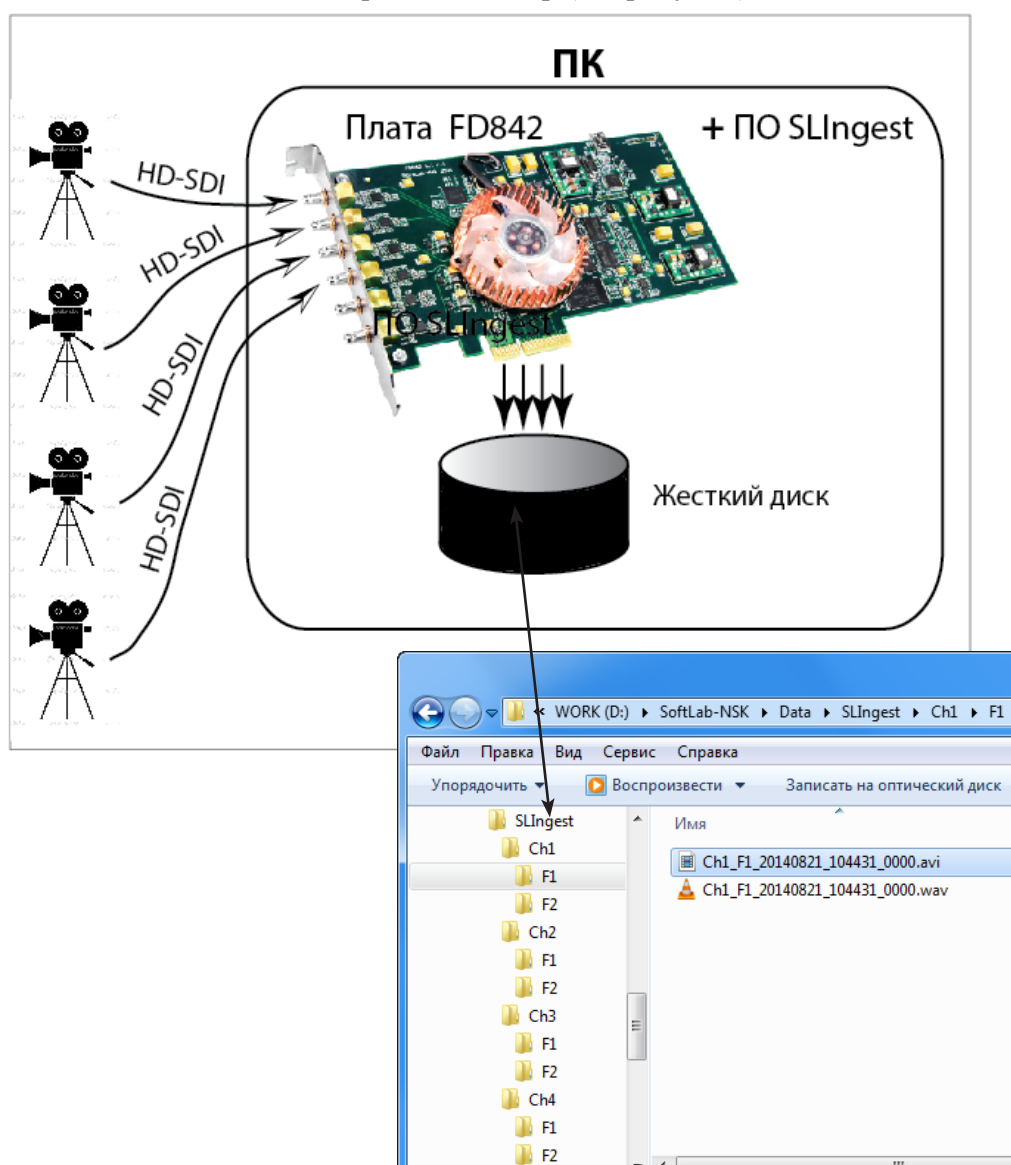 ПК
Плата FD842
+ ПО SLIngest
HD-SDI
HD-SDI
HD-SDI
HD-SDI
ПО SLIngest
Жесткий диск
« WORK (D:) ▸ SoftLab-NSK ▸ Data ▸ SLIngest ▸ Ch1 ▸ F1
Файл Правка Вид Сервис Справка
Упорядочить Воспроизвести Записать на оптический диск
SLIngest
Ch1
F1
F2
Ch2
F1
F2
Ch3
F1
F2
Ch4
F1
F2
Имя
Ch1_F1_20140821_104431_0000.avi
Ch1_F1_20140821_104431_0000.wav